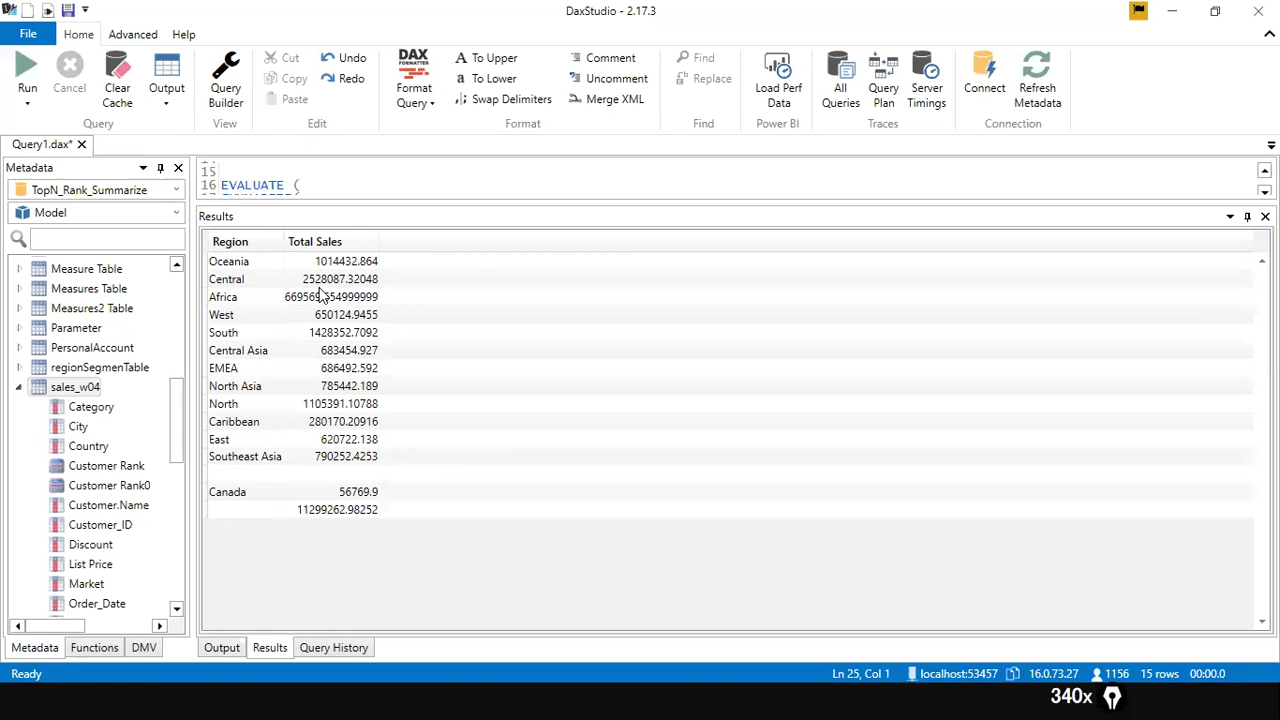 DaxStudio - 2.17.3
File Home Advanced Help
Run Cancel Clear Cache Output Query Builder Cut Copy Paste Undo Redo DAX FORMATTER Format Query To Upper To Lower Swap Delimiters Comment Uncomment Merge XML Find Replace Load Perf Data All Queries Query Plan Server Timings Connect Refresh Metadata
Query View Edit Format Find Power BI Traces Connection
Query1.dax*
Metadata
TopN_Rank_Summarize
Model
Measure Table
Measures Table
Measures2 Table
Parameter
PersonalAccount
regionSegmenTable
sales_w04
Category
City
Country
Customer Rank
Customer Rank0
Customer.Name
Customer_ID
Discount
List Price
Market
Order_Date
Metadata Functions DMV
15
16 EVALUATE (
Results
Region Total Sales
Oceania 1014432.864
Central 2528087.32048
Africa
West 650124.9455
South 1428352.7092
Central Asia 683454.927
EMEA 686492.592
North Asia 785442.189
North 1105391.10788
Caribbean 280170.20916
East 620722.138
Southeast Asia 790252.4253
Canada 56769.9
11299262.98252
Output Results Query History
Ready Ln 25, Col 1 localhost:53457 16.0.73.27 1156 15 rows 00:00.0
340x